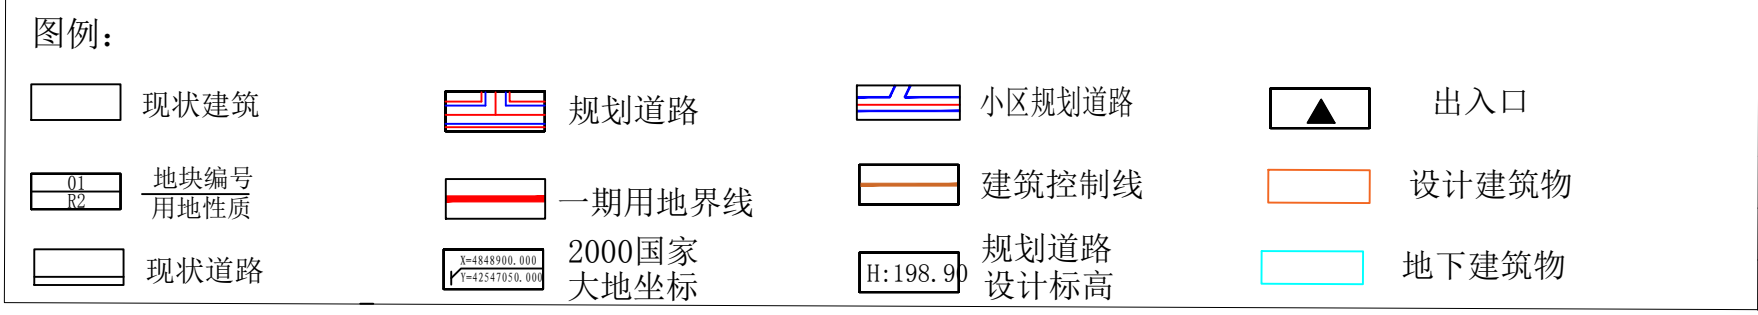 图例：
现状建筑
规划道路
小区规划道路
出入口
01
R2
地块编号
用地性质
一期用地界线
建筑控制线
设计建筑物
现状道路
X=4848900.000
Y=42547050.000
2000国家
大地坐标
H:198.90
规划道路
设计标高
地下建筑物